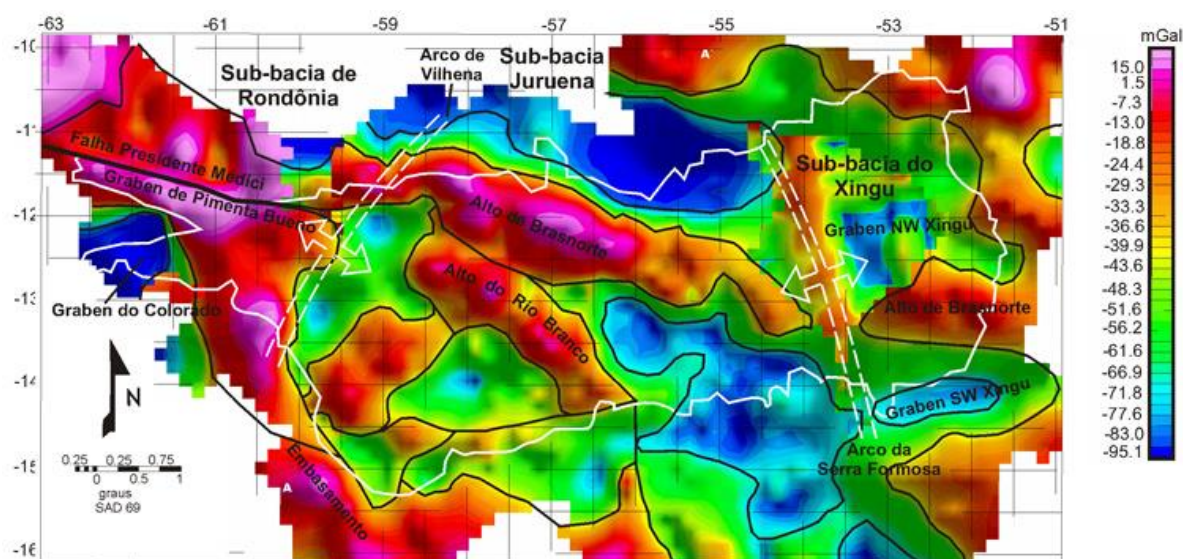 -63
-61
-59
-57
-55
-53
-51
mGal
15.0
1.5
-7.3
-13.0
-18.8
-24.4
-29.3
-33.3
-36.6
-39.9
-43.6
-48.3
-51.6
-56.2
-61.6
-66.9
-71.8
-77.6
-83.0
-95.1
-10
-11
-12
-13
-14
-15
-16
Sub-bacia de
Rondônia
Arco de
Vilhena
Sub-bacia
Juruena
A'
Falha Presidente Medici
Graben de Pimenta Bueno
Sub-bacia do
Xingu
Alto de Brasnorte
Graben NW Xingu
Graben do Colorado
Alto do Rio Branco
Alto de Brasnorte
Graben SW Xingu
Arco da
Serra Formosa
Embasamento
A
N
0.25 0 0.25 0.75
0.5 1
graus
SAD 69